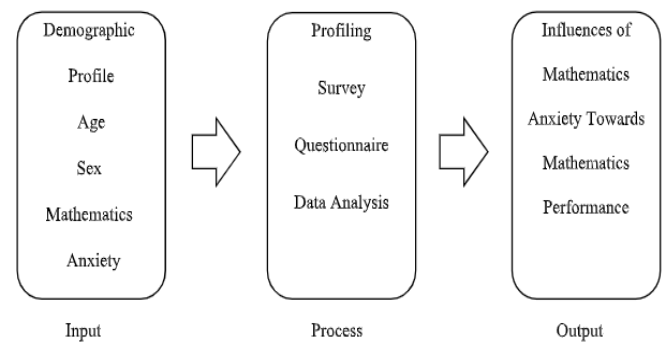 Demographic
Profile
Age
Sex
Mathematics
Anxiety
Input
Profiling
Survey
Questionnaire
Data Analysis
Process
Influences of
Mathematics
Anxiety Towards
Mathematics
Performance
Output